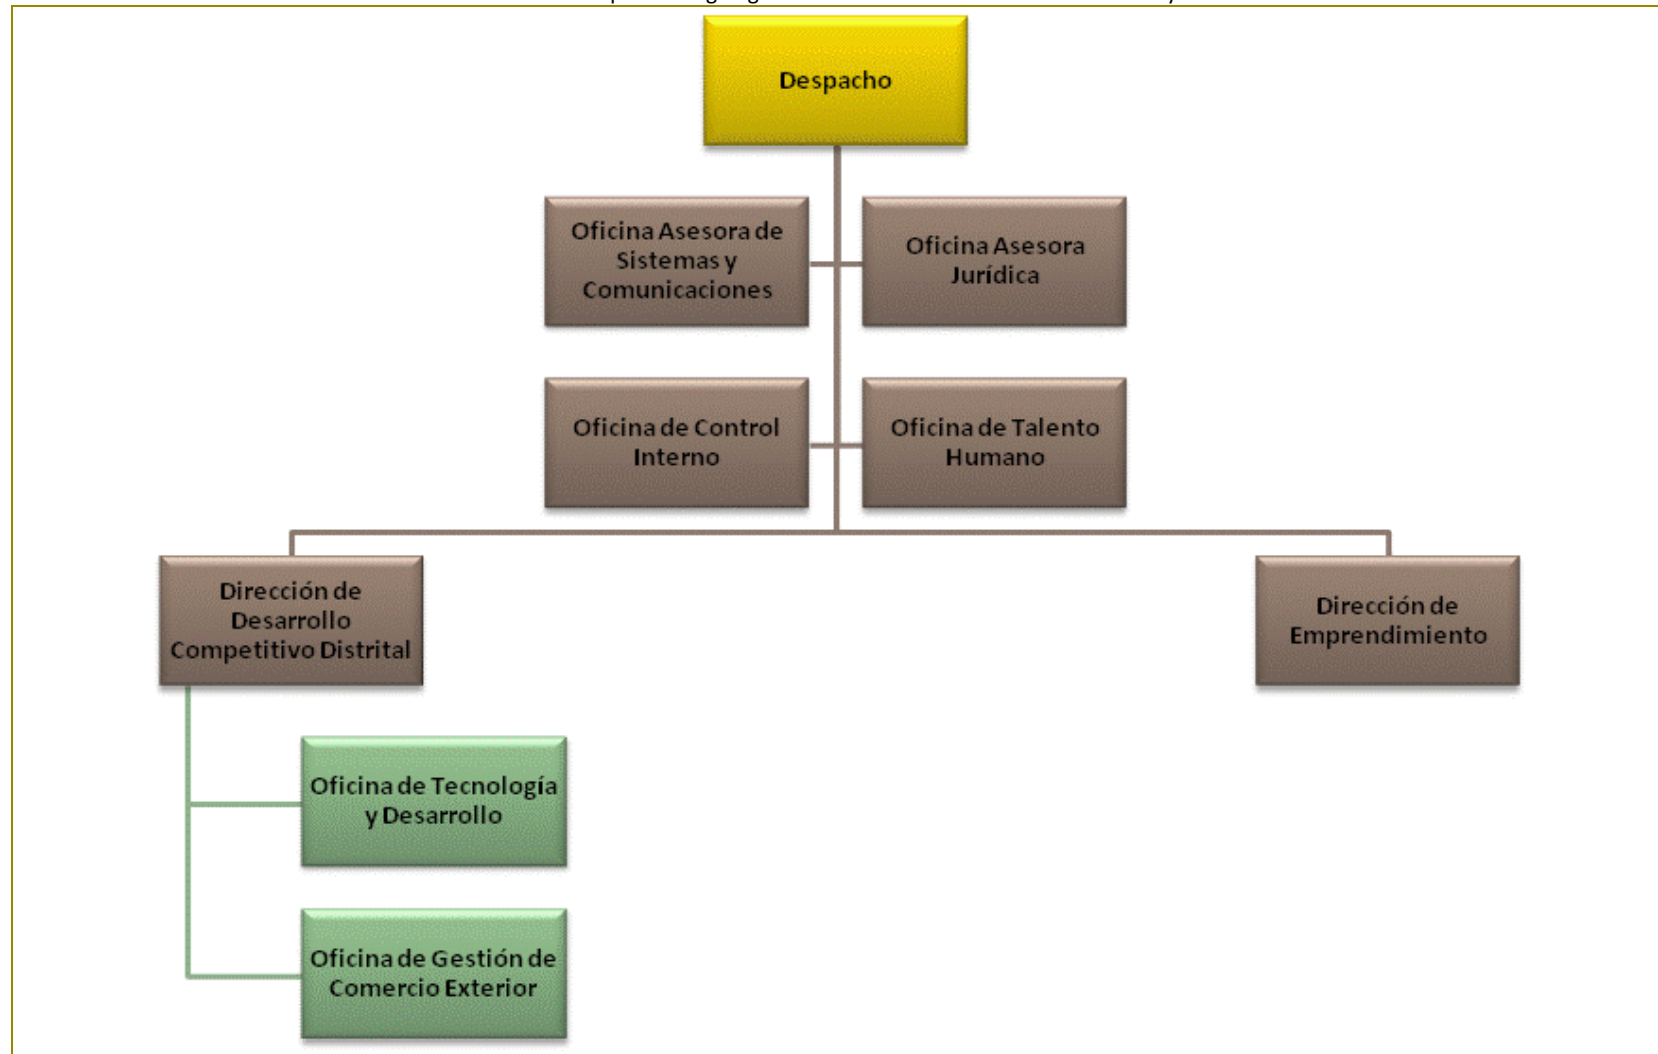 Despacho
Oficina Asesora de
Sistemas y
Comunicaciones
Oficina Asesora
Jurídica
Oficina de Control
Interno
Oficina de Talento
Humano
Dirección de
Desarrollo
Competitivo Distrital
Dirección de
Emprendimiento
Oficina de Tecnología
y Desarrollo
Oficina de Gestión de
Comercio Exterior